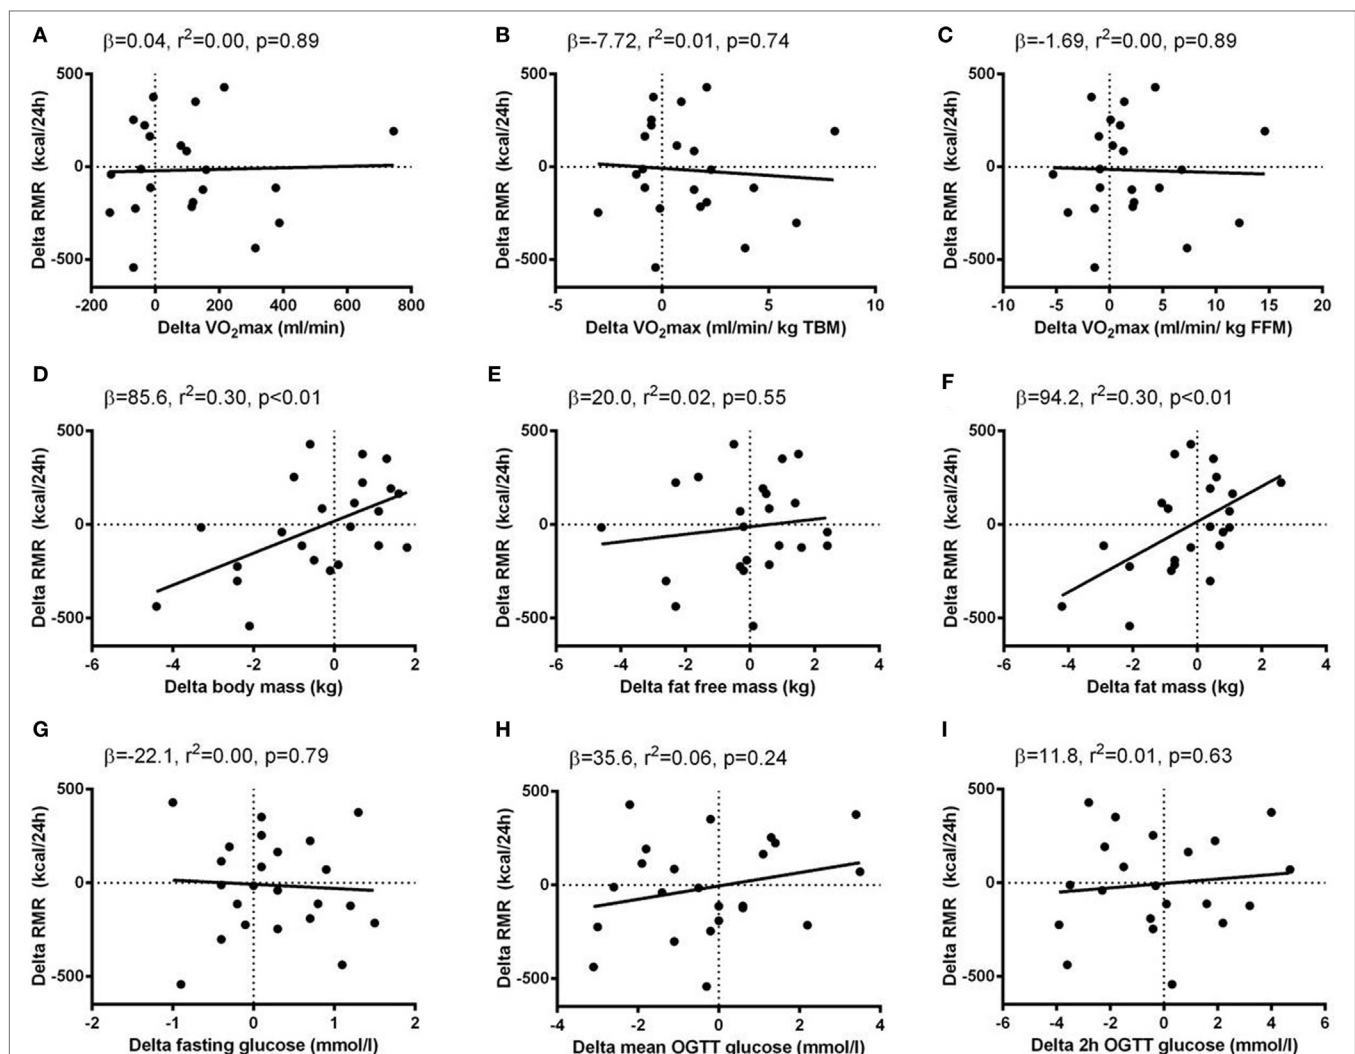 A
β=0.04, r²=0.00, p=0.89
Delta RMR (kcal/24h)
500
0
-500
-200 0 200 400 600 800
Delta VO₂max (ml/min)
B
β=-7.72, r²=0.01, p=0.74
Delta RMR (kcal/24h)
500
0
-500
-5 0 5 10
Delta VO₂max (ml/min/ kg TBM)
C
β=-1.69, r²=0.00, p=0.89
Delta RMR (kcal/24h)
500
0
-500
-10 -5 0 5 10 15 20
Delta VO₂max (ml/min/ kg FFM)
D
β=85.6, r²=0.30, p<0.01
Delta RMR (kcal/24h)
500
0
-500
-6 -4 -2 0 2
Delta body mass (kg)
E
β=20.0, r²=0.02, p=0.55
Delta RMR (kcal/24h)
500
0
-500
-6 -4 -2 0 2 4
Delta fat free mass (kg)
F
β=94.2, r²=0.30, p<0.01
Delta RMR (kcal/24h)
500
0
-500
-6 -4 -2 0 2 4
Delta fat mass (kg)
G
β=-22.1, r²=0.00, p=0.79
Delta RMR (kcal/24h)
500
0
-500
-2 -1 0 1 2
Delta fasting glucose (mmol/l)
H
β=35.6, r²=0.06, p=0.24
Delta RMR (kcal/24h)
500
0
-500
-4 -2 0 2 4
Delta mean OGTT glucose (mmol/l)
I
β=11.8, r²=0.01, p=0.63
Delta RMR (kcal/24h)
500
0
-500
-6 -4 -2 0 2 4 6
Delta 2h OGTT glucose (mmol/l)